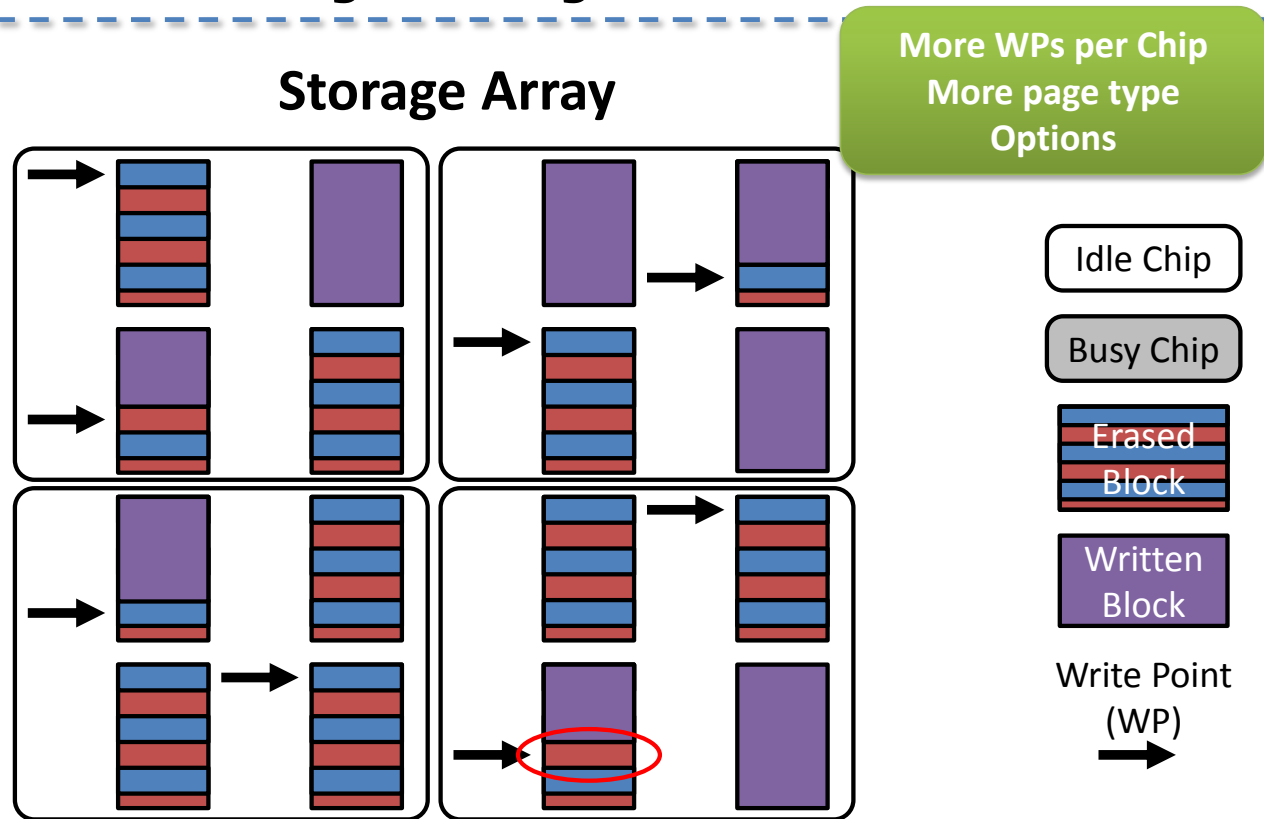 More WPs per Chip
More page type
Options
Storage Array
Idle Chip
Busy Chip
Erased
Block
Written
Block
Write Point
(WP)